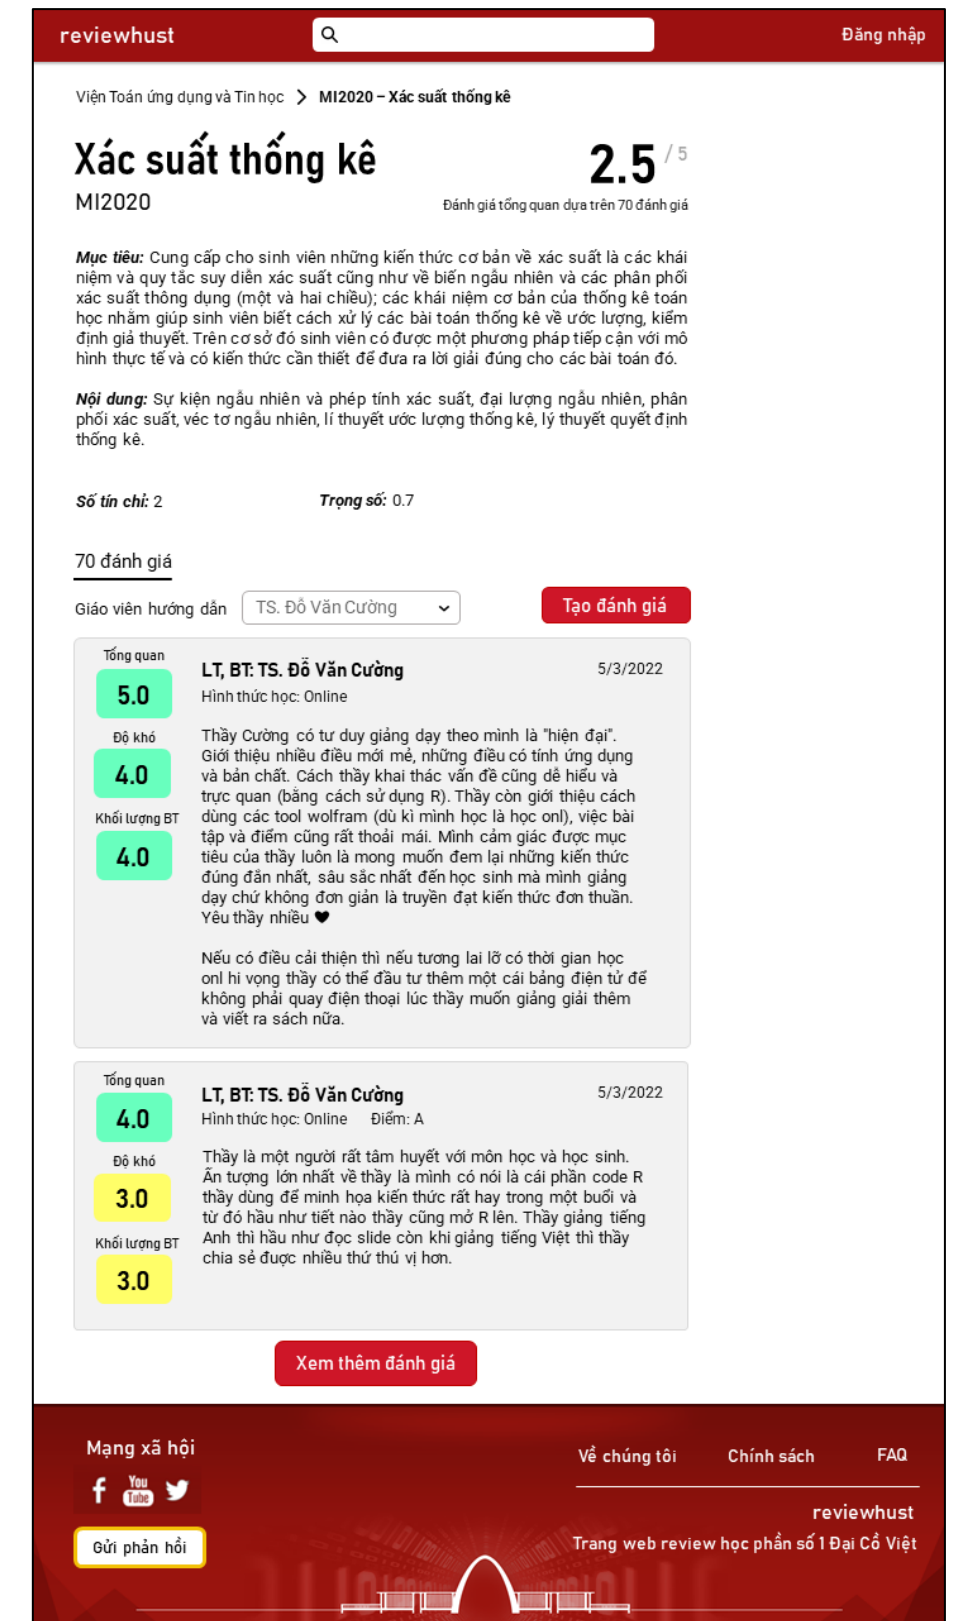 reviewhust
Đăng nhập
Viện Toán ứng dụng và Tin học > MI2020 – Xác suất thống kê
Xác suất thống kê
2.5 / 5
MI2020
Đánh giá tổng quan dựa trên 70 đánh giá
Mục tiêu: Cung cấp cho sinh viên những kiến thức cơ bản về xác suất là các khái
niệm và quy tắc suy diễn xác suất cũng như về biến ngẫu nhiên và các phân phối
xác suất thông dụng (một và hai chiều); các khái niệm cơ bản của thống kê toán
học nhằm giúp sinh viên biết cách xử lý các bài toán thống kê về ước lượng, kiểm
định giả thuyết. Trên cơ sở đó sinh viên có được một phương pháp tiếp cận với mô
hình thực tế và có kiến thức cần thiết để đưa ra lời giải đúng cho các bài toán đó.
Nội dung: Sự kiện ngẫu nhiên và phép tính xác suất, đại lượng ngẫu nhiên, phân
phối xác suất, véc tơ ngẫu nhiên, lí thuyết ước lượng thống kê, lý thuyết quyết định
thống kê.
Số tín chỉ: 2
Trọng số: 0.7
70 đánh giá
Giáo viên hướng dẫn
TS. Đỗ Văn Cường
Tạo đánh giá
Tổng quan
5.0
Độ khó
4.0
Khối lượng BT
4.0
LT, BT: TS. Đỗ Văn Cường
5/3/2022
Hình thức học: Online
Thầy Cường có tư duy giảng dạy theo mình là "hiện đại".
Giới thiệu nhiều điều mới mẻ, những điều có tính ứng dụng
và bản chất. Cách thầy khai thác vấn đề cũng dễ hiểu và
trực quan (bằng cách sử dụng R). Thầy còn giới thiệu cách
dùng các tool wolfram (dù kì mình học là học onl), việc bài
tập và điểm cũng rất thoải mái. Mình cảm giác được mục
tiêu của thầy luôn là mong muốn đem lại những kiến thức
đúng đắn nhất, sâu sắc nhất đến học sinh mà mình giảng
dạy chứ không đơn giản là truyền đạt kiến thức đơn thuần.
Yêu thầy nhiều ♥
Nếu có điều cải thiện thì nếu tương lai lỡ có thời gian học
onl hi vọng thầy có thể đầu tư thêm một cái bảng điện tử để
không phải quay điện thoại lúc thầy muốn giảng giải thêm
và viết ra sách nữa.
Tổng quan
4.0
Độ khó
3.0
Khối lượng BT
3.0
LT, BT: TS. Đỗ Văn Cường
5/3/2022
Hình thức học: Online Điểm: A
Thầy là một người rất tâm huyết với môn học và học sinh.
Ấn tượng lớn nhất về thầy là mình có nói là cái phần code R
thầy dùng để minh họa kiến thức rất hay trong một buổi và
từ đó hầu như tiết nào thầy cũng mở R lên. Thầy giảng tiếng
Anh thì hầu như đọc slide còn khi giảng tiếng Việt thì thầy
chia sẻ đuợc nhiều thứ thú vị hơn.
Xem thêm đánh giá
Mạng xã hội
You
Tube
Gửi phản hồi
Về chúng tôi
Chính sách
FAQ
reviewhust
Trang web review học phần số 1 Đại Cồ Việt